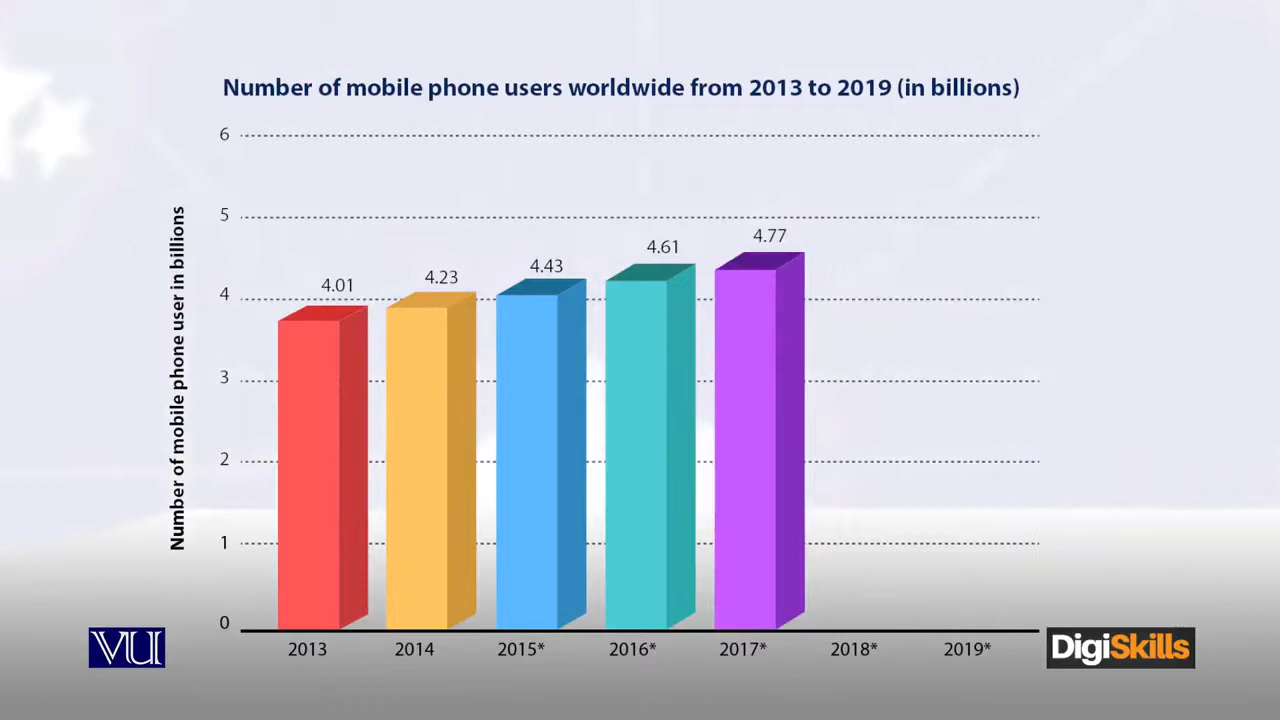 Number of mobile phone users worldwide from 2013 to 2019 (in billions)
6
5
4
3
2
1
0
Number of mobile phone user in billions
4.01
4.23
4.43
4.61
4.77
2013 2014 2015* 2016* 2017* 2018* 2019*
VU
DigiSkills